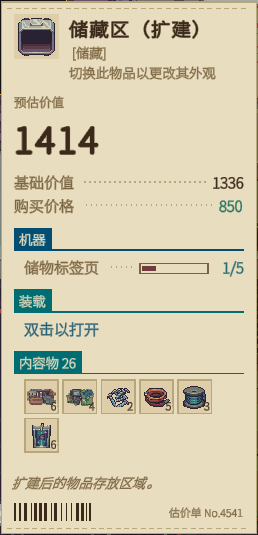 储藏区（扩建）
[储藏]
切换此物品以更改其外观
预估价值
1414
基础价值 1336
购买价格 850
机器
储物标签页 1/5
装载
双击以打开
内容物 26
6 4 2 5 3
6
扩建后的物品存放区域。
估价单 No.4541